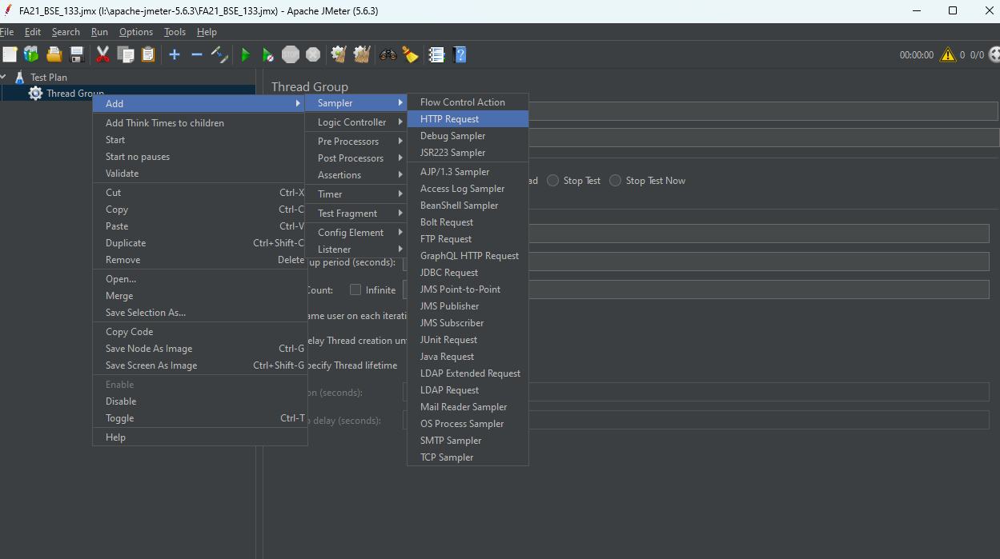 FA21_BSE_133.jmx (I:\apache-jmeter-5.6.3\FA21_BSE_133.jmx) - Apache JMeter (5.6.3)
File Edit Search Run Options Tools Help
STOP
00:00:00 0 0/0
Test Plan
Thread Group
Thread Group
Add
Add Think Times to children
Start
Start no pauses
Validate
Cut Ctrl-X
Copy Ctrl-C
Paste Ctrl-V
Duplicate Ctrl+Shift-C
Remove Delete
Open...
Merge
Save Selection As...
Copy Code
Save Node As Image Ctrl-G
Save Screen As Image Ctrl+Shift-G
Enable
Disable
Toggle Ctrl-T
Help
Sampler
Logic Controller
Pre Processors
Post Processors
Assertions
Timer
Test Fragment
Config Element
Listener
Flow Control Action
HTTP Request
Debug Sampler
JSR223 Sampler
AJP/1.3 Sampler
Access Log Sampler
BeanShell Sampler
Bolt Request
FTP Request
GraphQL HTTP Request
JDBC Request
JMS Point-to-Point
JMS Publisher
JMS Subscriber
JUnit Request
Java Request
LDAP Extended Request
LDAP Request
Mail Reader Sampler
OS Process Sampler
SMTP Sampler
TCP Sampler
ad Stop Test Stop Test Now
up period (seconds):
Count: Infinite
ame user on each iterati
elay Thread creation un
pecify Thread lifetime
on (seconds):
delay (seconds):